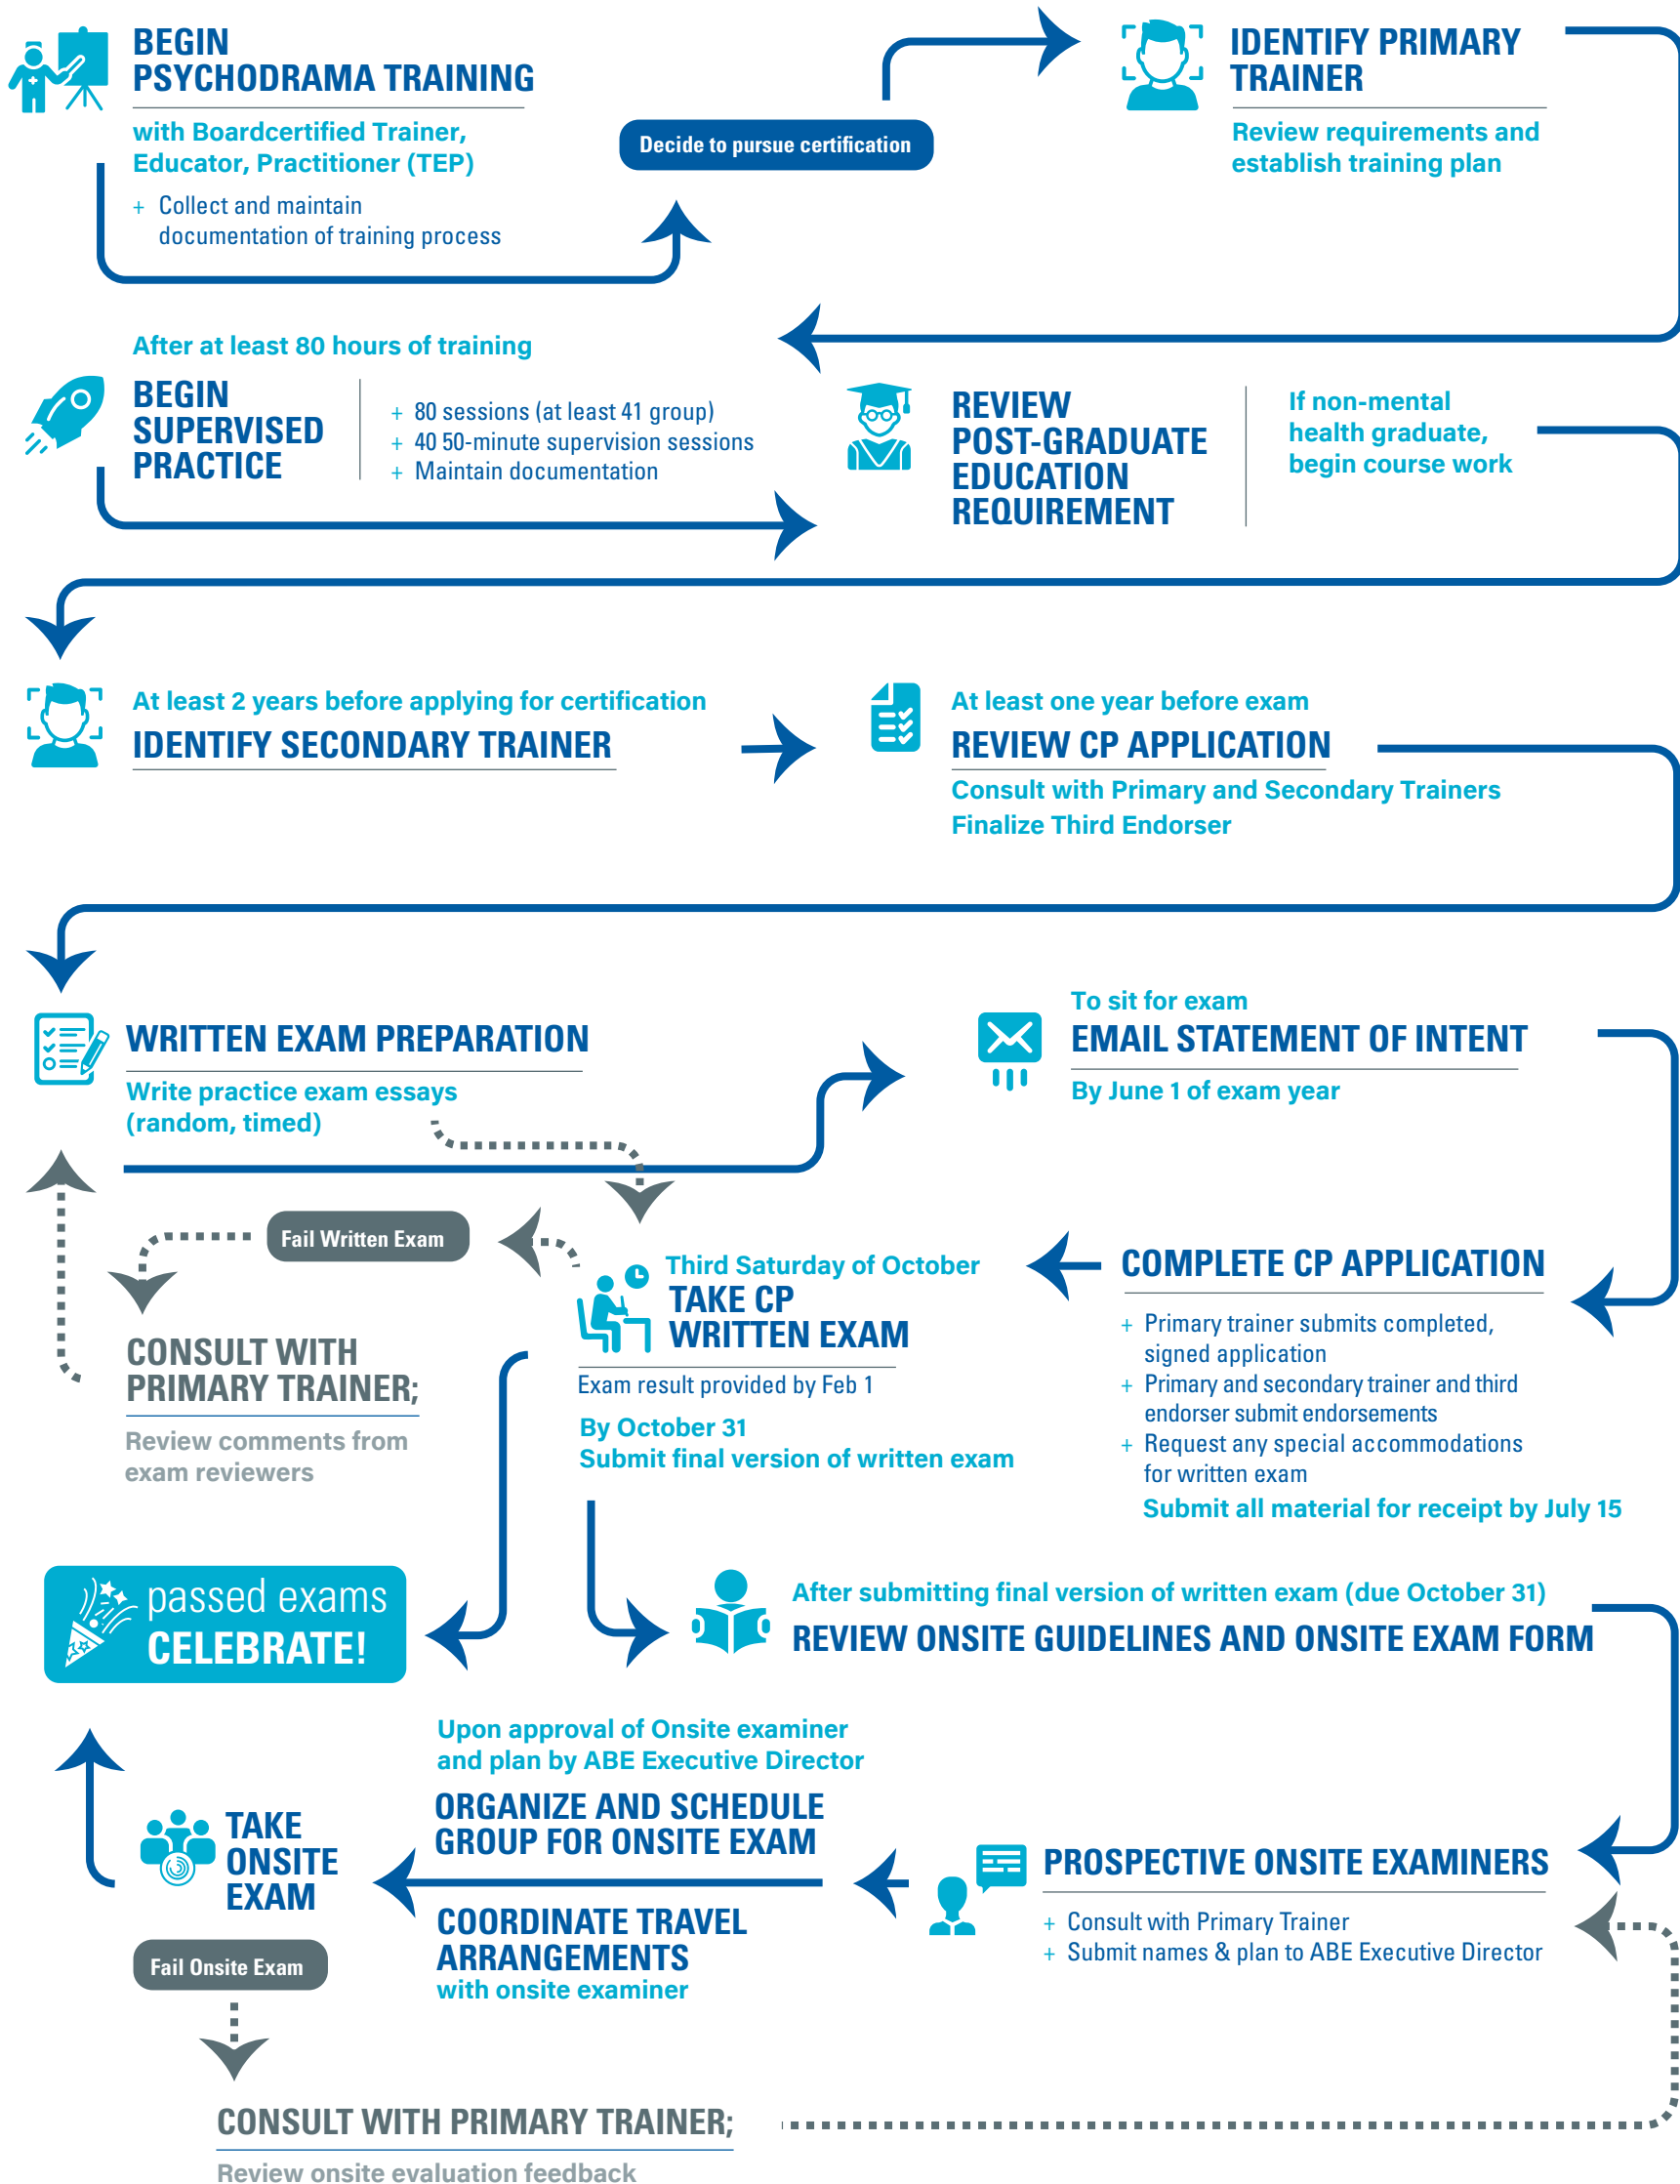 BEGIN
PSYCHODRAMA TRAINING
with Boardcertified Trainer,
Educator, Practitioner (TEP)
+ Collect and maintain
documentation of training process
Decide to pursue certification
IDENTIFY PRIMARY
TRAINER
Review requirements and
establish training plan
After at least 80 hours of training
BEGIN
SUPERVISED
PRACTICE
+ 80 sessions (at least 41 group)
+ 40 50-minute supervision sessions
+ Maintain documentation
REVIEW
POST-GRADUATE
EDUCATION
REQUIREMENT
If non-mental
health graduate,
begin course work
At least 2 years before applying for certification
IDENTIFY SECONDARY TRAINER
At least one year before exam
REVIEW CP APPLICATION
Consult with Primary and Secondary Trainers
Finalize Third Endorser
WRITTEN EXAM PREPARATION
Write practice exam essays
(random, timed)
To sit for exam
EMAIL STATEMENT OF INTENT
By June 1 of exam year
COMPLETE CP APPLICATION
+ Primary trainer submits completed,
signed application
+ Primary and secondary trainer and third
endorser submit endorsements
+ Request any special accommodations
for written exam
Submit all material for receipt by July 15
Third Saturday of October
TAKE CP
WRITTEN EXAM
Exam result provided by Feb 1
By October 31
Submit final version of written exam
Fail Written Exam
CONSULT WITH
PRIMARY TRAINER;
Review comments from
exam reviewers
passed exams
CELEBRATE!
After submitting final version of written exam (due October 31)
REVIEW ONSITE GUIDELINES AND ONSITE EXAM FORM
PROSPECTIVE ONSITE EXAMINERS
+ Consult with Primary Trainer
+ Submit names & plan to ABE Executive Director
Upon approval of Onsite examiner
and plan by ABE Executive Director
ORGANIZE AND SCHEDULE
GROUP FOR ONSITE EXAM
COORDINATE TRAVEL
ARRANGEMENTS
with onsite examiner
TAKE
ONSITE
EXAM
Fail Onsite Exam
CONSULT WITH PRIMARY TRAINER;
Review onsite evaluation feedback